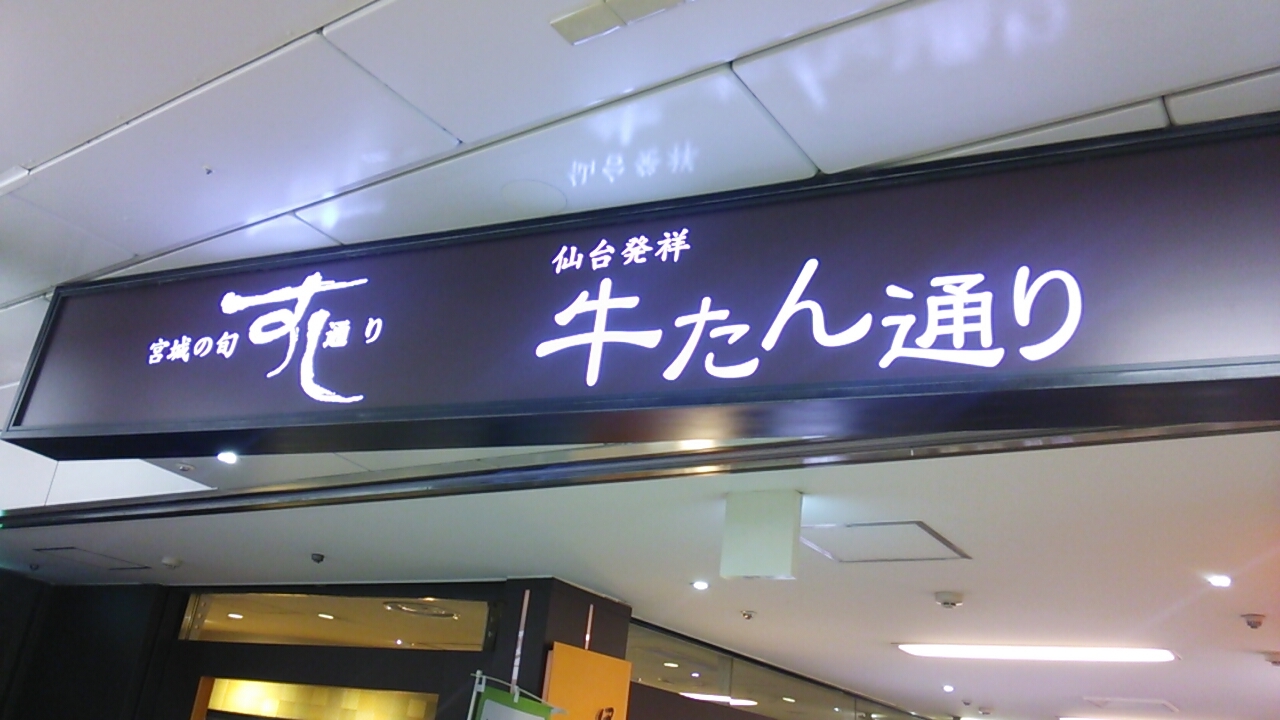 宮城の旬 すし通り
仙台発祥
牛たん通り